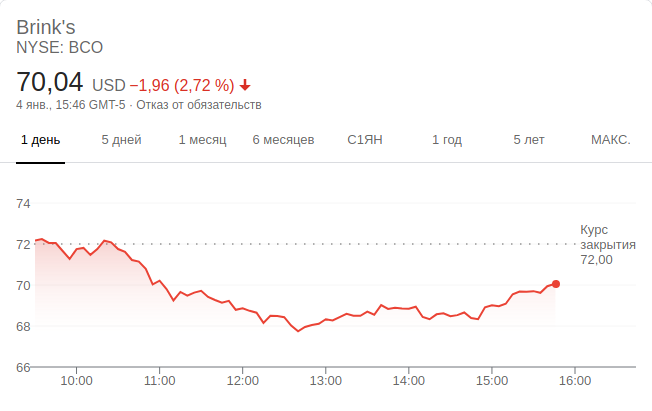 Brink's
NYSE: BCO
70,04 USD −1,96 (2,72 %)
4 янв., 15:46 GMT-5 · Отказ от обязательств
1 день 5 дней 1 месяц 6 месяцев С1ЯН 1 год 5 лет МАКС.
74
Курс
72 закрытия
72,00
70
68
66
10:00 11:00 12:00 13:00 14:00 15:00 16:00